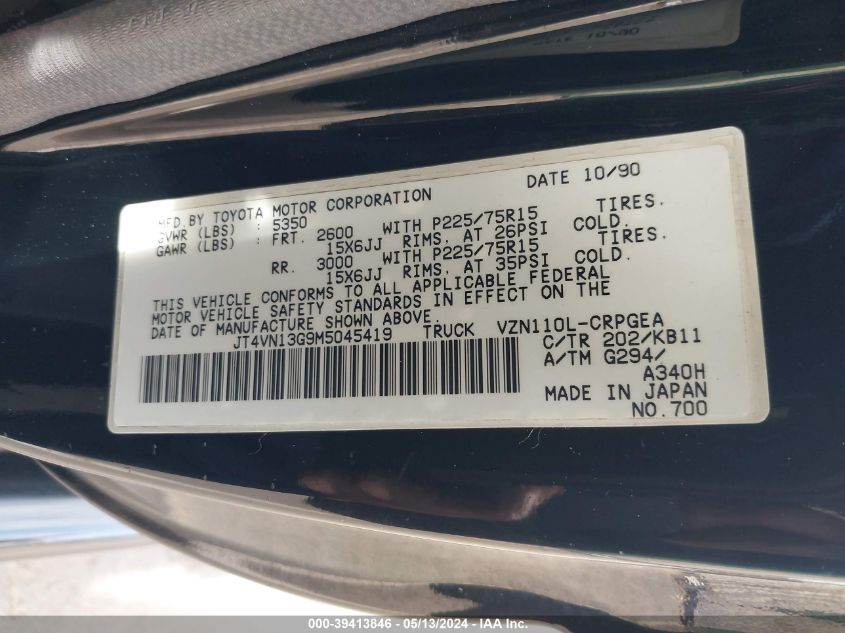 MFD. BY TOYOTA MOTOR CORPORATION DATE 10/90
GVWR (LBS) : 5350
GAWR (LBS) : FRT. 2600 WITH P225/75R15 TIRES.
15X6JJ RIMS. AT 26PSI COLD.
RR. 3000 WITH P225/75R15 TIRES.
15X6JJ RIMS. AT 35PSI COLD.
THIS VEHICLE CONFORMS TO ALL APPLICABLE FEDERAL
MOTOR VEHICLE SAFETY STANDARDS IN EFFECT ON THE
DATE OF MANUFACTURE SHOWN ABOVE.
JT4VN13G9M5045419 TRUCK VZN110L-CRPGEA
C/TR 202/KB11
A/TM G294/
A340H
MADE IN JAPAN
NO.700
000-39413846 - 05/13/2024 - IAA Inc.